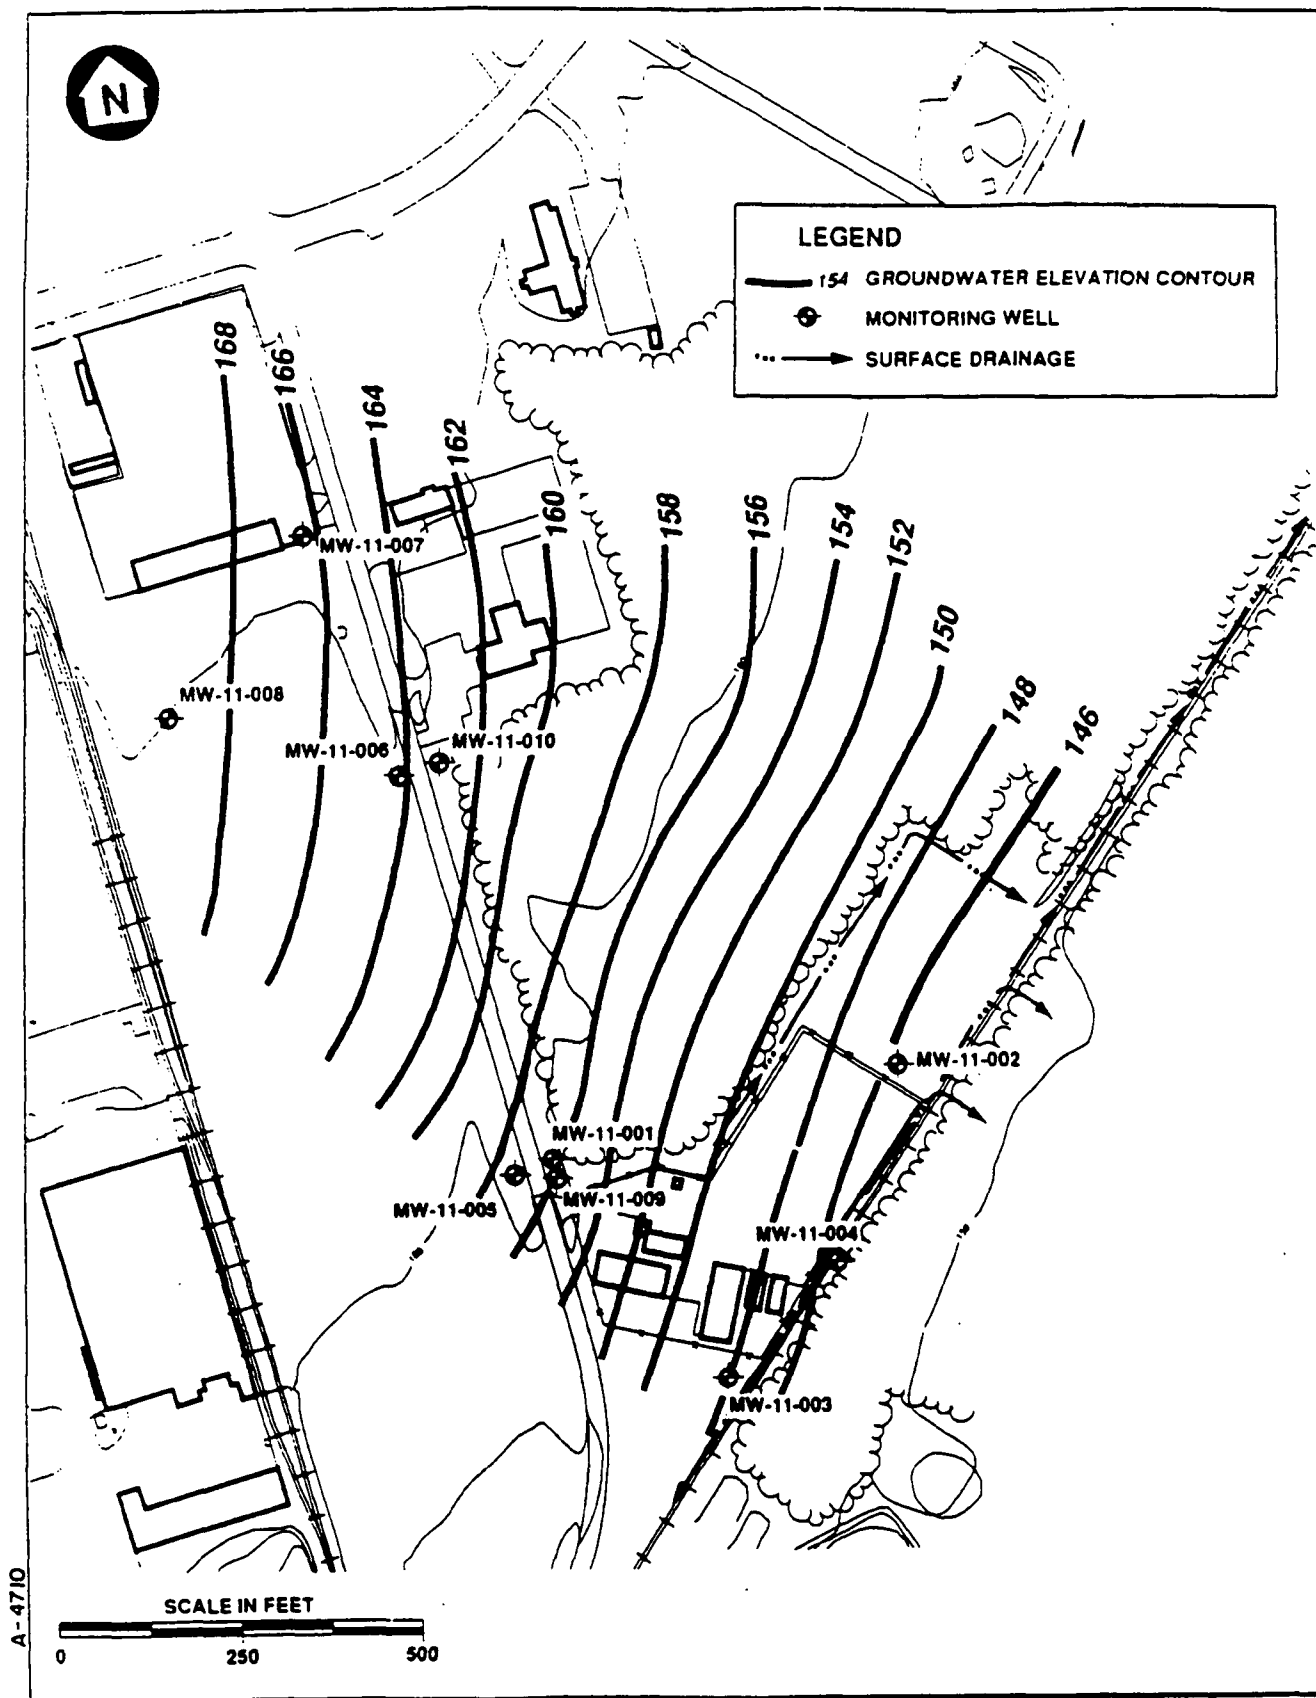 N
LEGEND
154 GROUNDWATER ELEVATION CONTOUR
MONITORING WELL
SURFACE DRAINAGE
168
166
164
162
160
158
156
154
152
150
148
146
MW-11-007
MW-11-008
MW-11-006
MW-11-010
MW-11-002
MW-11-001
MW-11-005
MW-11-009
MW-11-004
MW-11-003
A-4710
SCALE IN FEET
0 250 500